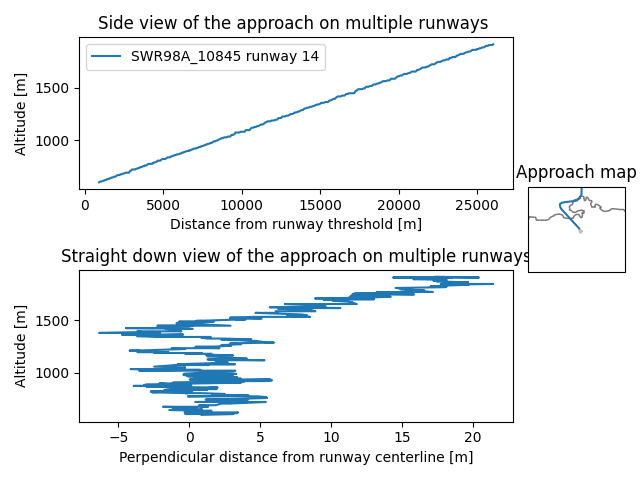 Side view of the approach on multiple runways
SWR98A_10845 runway 14
1500
1000
Altitude [m]
0 5000 10000 15000 20000 25000
Distance from runway threshold [m]
Approach map
Straight down view of the approach on multiple runways
1500
1000
Altitude [m]
−5 0 5 10 15 20
Perpendicular distance from runway centerline [m]